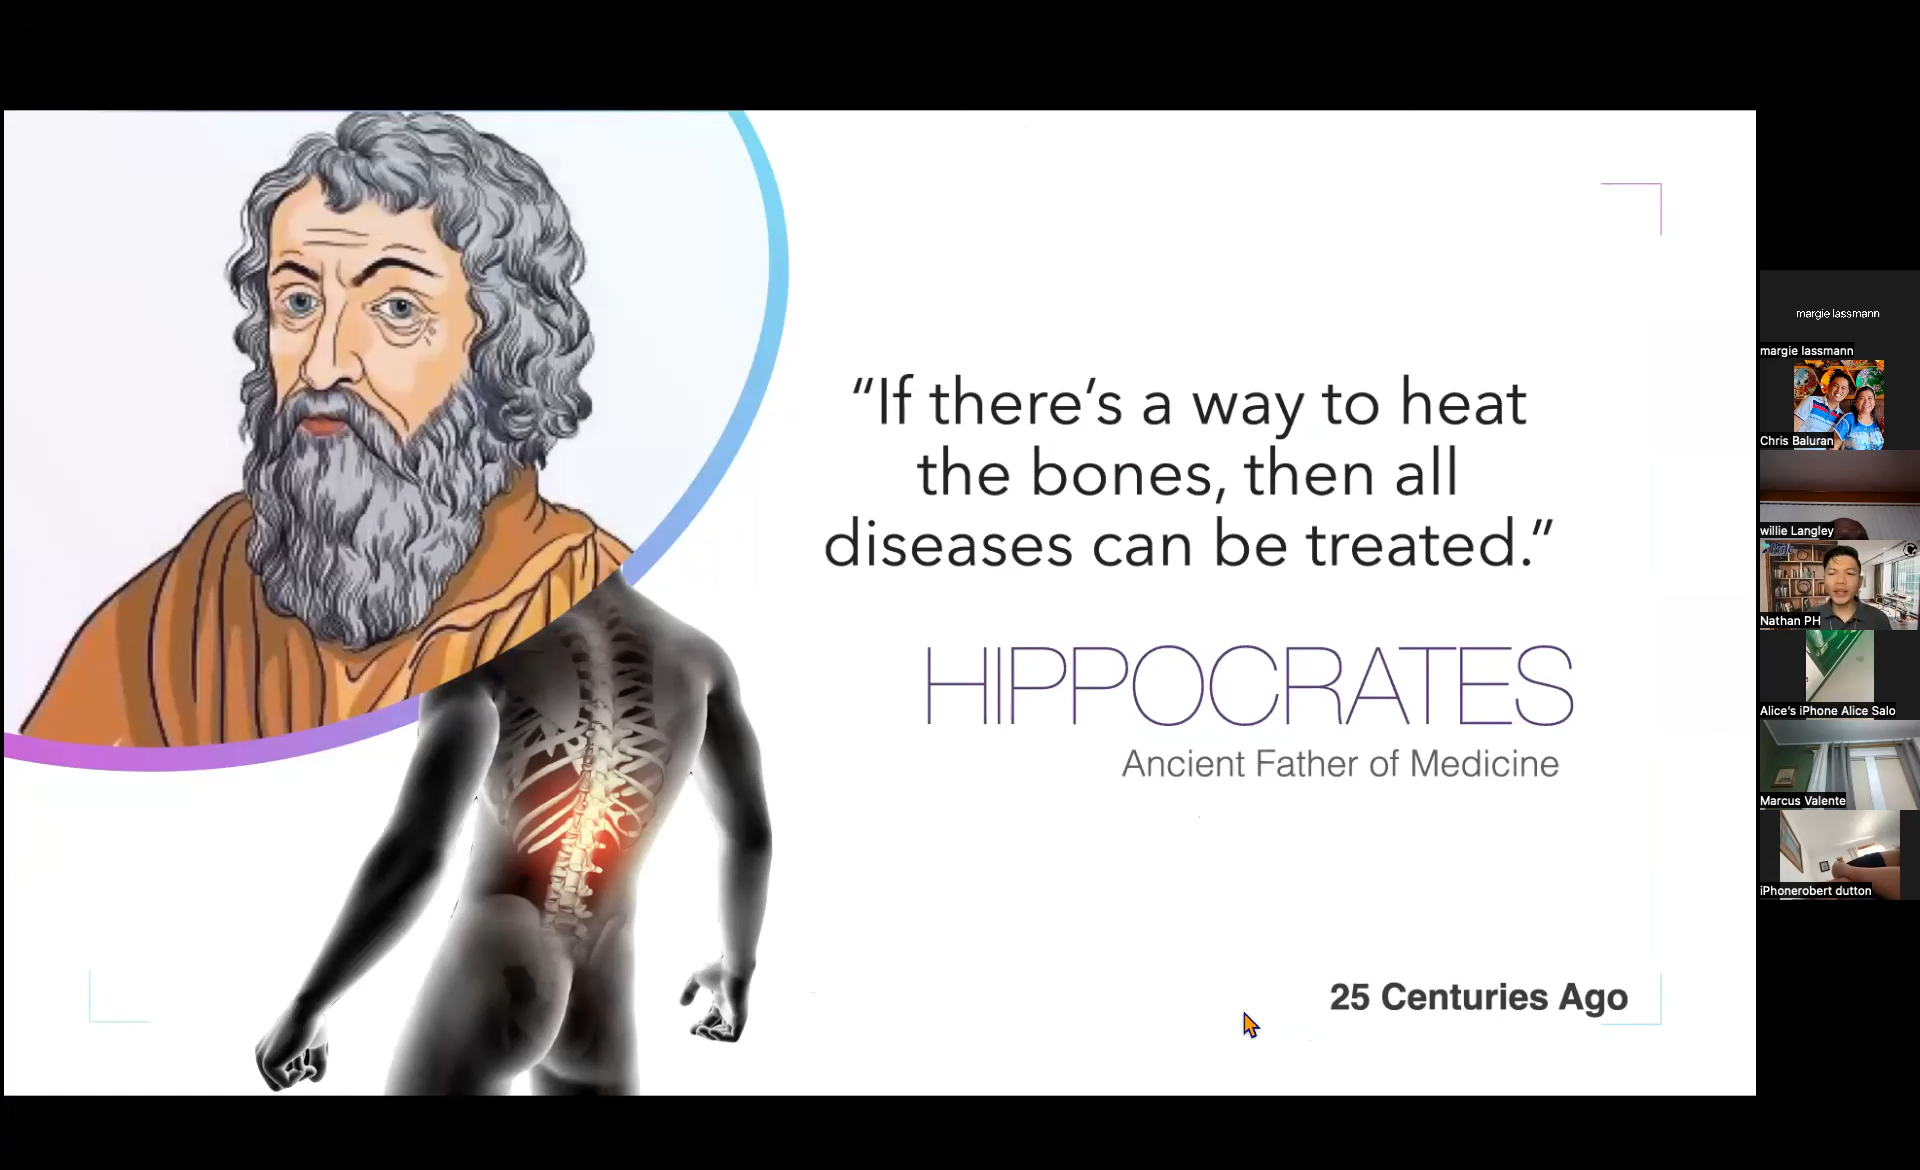 “If there’s a way to heat
the bones, then all
diseases can be treated.”
HIPPOCRATES
Ancient Father of Medicine
25 Centuries Ago
margie lassmann
margie lassmann
Chris Baluran
willie Langley
Nathan PH
Alice’s iPhone Alice Salo
Marcus Valente
iPhonerobert dutton